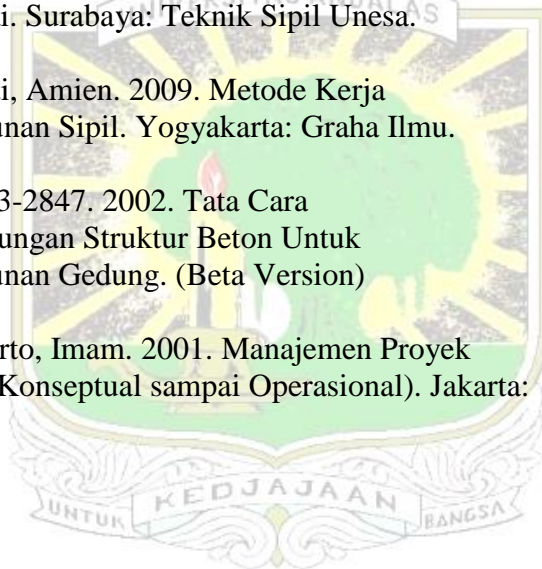 UNIVERSITAS ANDALAS
i. Surabaya: Teknik Sipil Unesa.
i, Amien. 2009. Metode Kerja
unan Sipil. Yogyakarta: Graha Ilmu.
3-2847. 2002. Tata Cara
ungan Struktur Beton Untuk
unan Gedung. (Beta Version)
rto, Imam. 2001. Manajemen Proyek
Konseptual sampai Operasional). Jakarta:
UNTUK KEDJAJAAN BANGSA